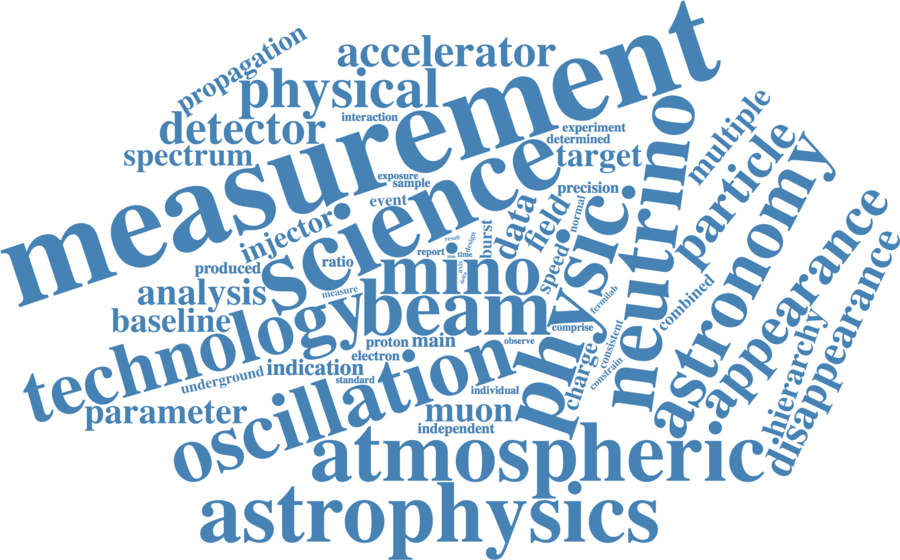 propagation
accelerator
physical
measurement
detector
interaction
spectrum
experiment
determined
target
multiple
neutrino
particle
astronomy
science
exposure
sample
event
precision
normal
injector
data
field
physic
burst
result
design
report
time
produced
ratio
mino
speed
axis
delta
analysis
measure
fermilab
combined
appearance
disappearance
hierarchy
baseline
technology
beam
comprise
consistent
constrain
charge
proton
main
observe
electron
indication
underground
standard
individual
parameter
oscillation
muon
independent
atmospheric
astrophysics